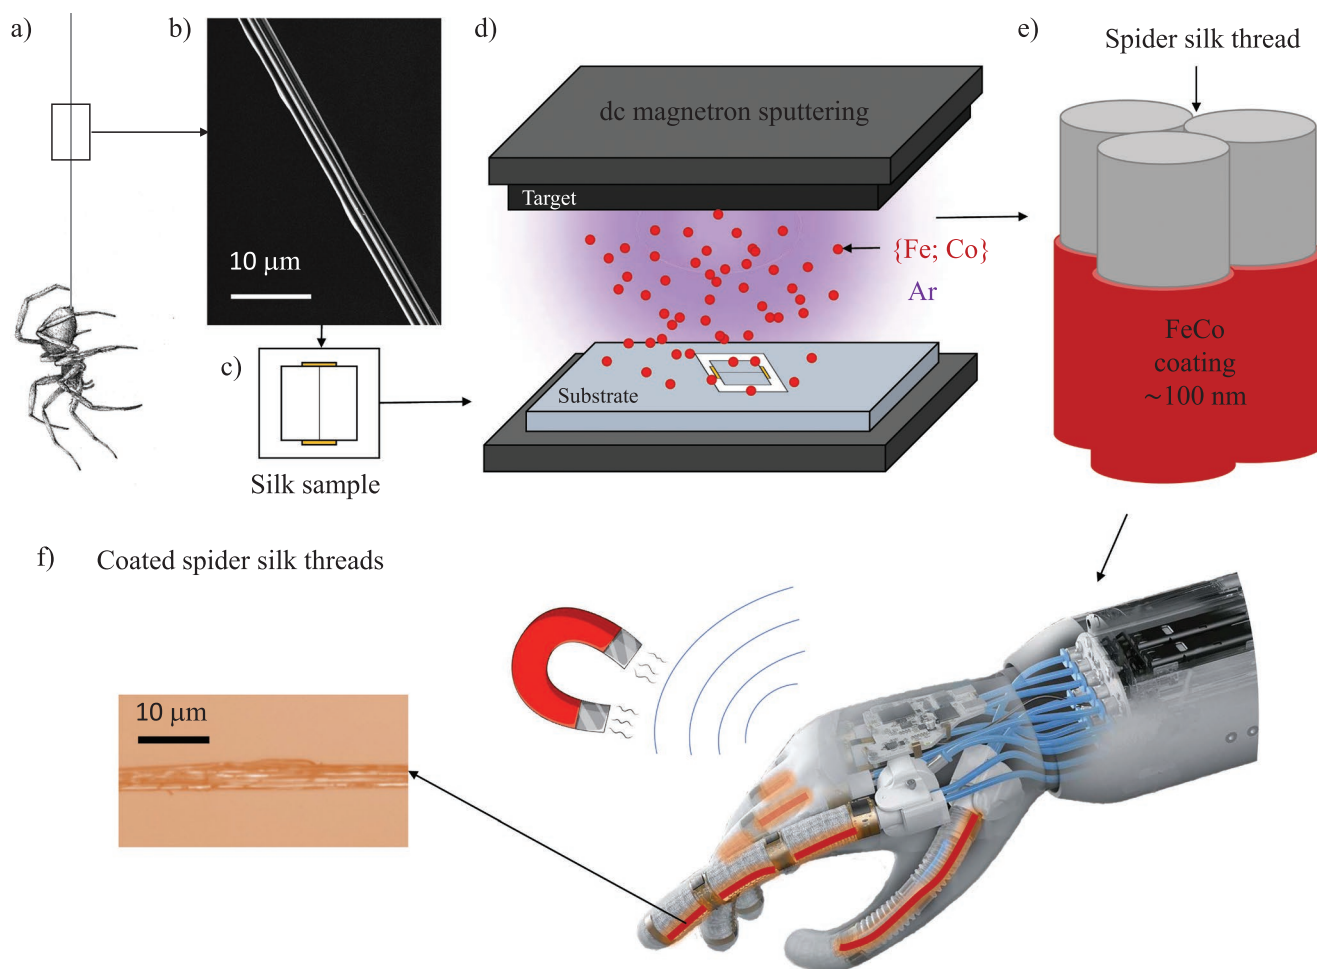 a)
b)
10 μm
c)
Silk sample
d)
dc magnetron sputtering
Target
{Fe; Co}
Ar
Substrate
e)
Spider silk thread
FeCo
coating
~100 nm
f)
Coated spider silk threads
10 μm